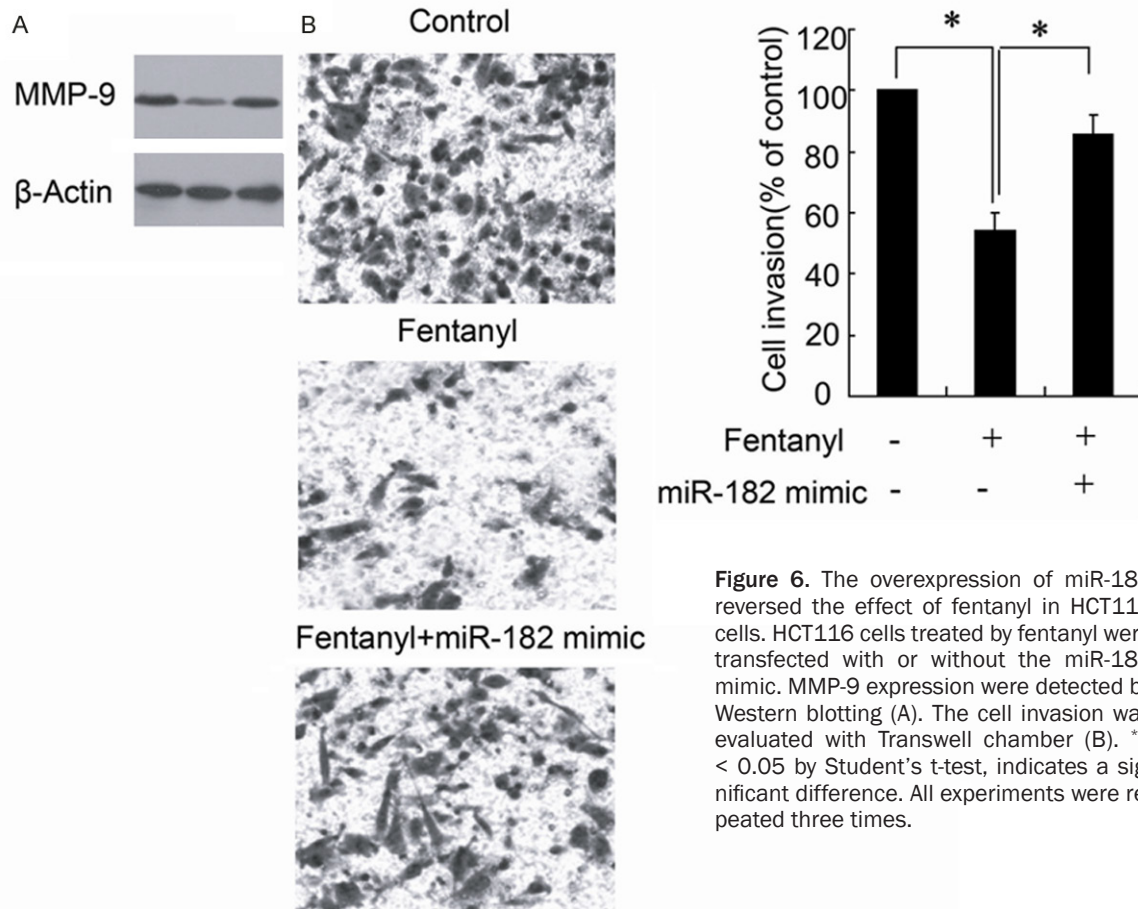 A
MMP-9
β-Actin
B
Control
Fentanyl
Fentanyl+miR-182 mimic
* *
Cell invasion(% of control)
120
100
80
60
40
20
0
Fentanyl - + +
miR-182 mimic - - +
Figure 6. The overexpression of miR-18
reversed the effect of fentanyl in HCT11
cells. HCT116 cells treated by fentanyl wer
transfected with or without the miR-18
mimic. MMP-9 expression were detected b
Western blotting (A). The cell invasion wa
evaluated with Transwell chamber (B). *
< 0.05 by Student's t-test, indicates a sig
nificant difference. All experiments were re
peated three times.